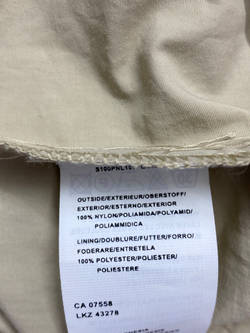 OUTSIDE/EXTERIEUR/OBERSTOFF/
EXTERIOR/ESTERNO/EXTERIOR
100% NYLON/POLIAMIDA/POLYAMID/
POLIAMMIDICA
LINING/DOUBLURE/FUTTER/FORRO/
FODERARE/ENTRETELA
100% POLYESTER/POLIESTER/
POLIESTERE
CA 07558
LKZ 43278